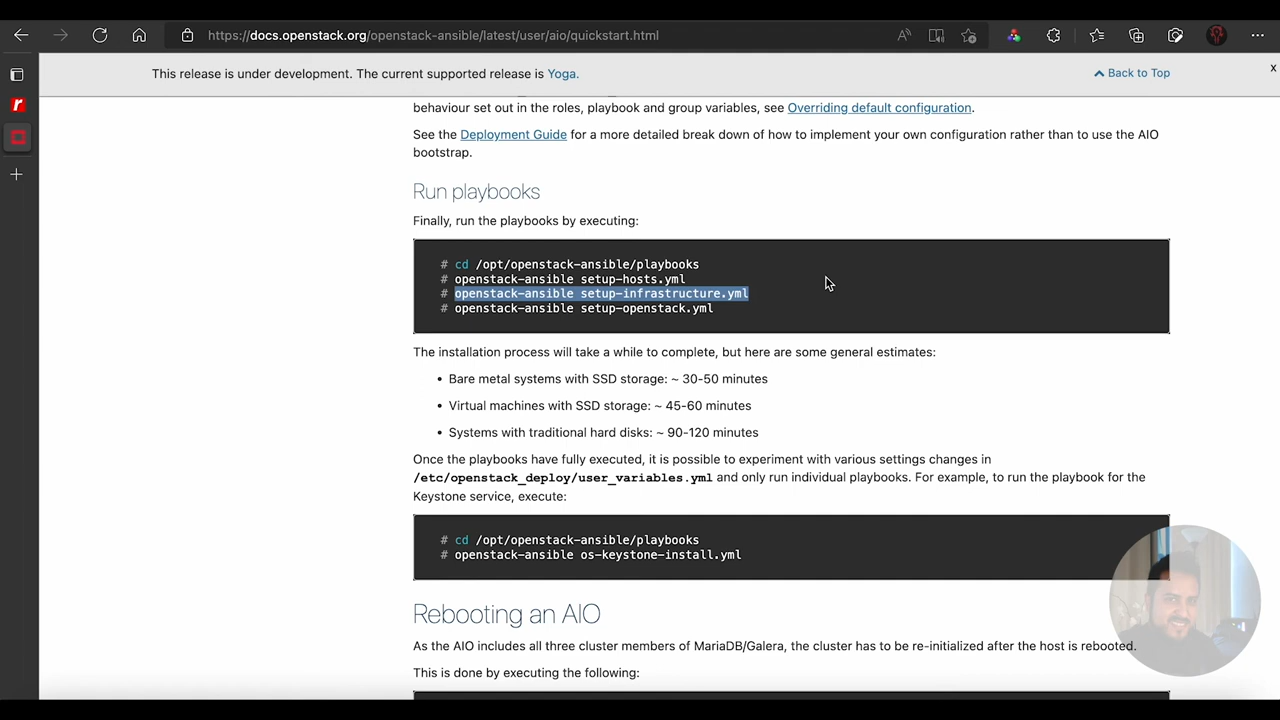 https://docs.openstack.org/openstack-ansible/latest/user/aio/quickstart.html
This release is under development. The current supported release is Yoga.
Back to Top
x
behaviour set out in the roles, playbook and group variables, see Overriding default configuration.
See the Deployment Guide for a more detailed break down of how to implement your own configuration rather than to use the AIO
bootstrap.
Run playbooks
Finally, run the playbooks by executing:
# cd /opt/openstack-ansible/playbooks
# openstack-ansible setup-hosts.yml
# openstack-ansible setup-infrastructure.yml
# openstack-ansible setup-openstack.yml
The installation process will take a while to complete, but here are some general estimates:
• Bare metal systems with SSD storage: ~ 30-50 minutes
• Virtual machines with SSD storage: ~ 45-60 minutes
• Systems with traditional hard disks: ~ 90-120 minutes
Once the playbooks have fully executed, it is possible to experiment with various settings changes in
/etc/openstack_deploy/user_variables.yml and only run individual playbooks. For example, to run the playbook for the
Keystone service, execute:
# cd /opt/openstack-ansible/playbooks
# openstack-ansible os-keystone-install.yml
Rebooting an AIO
As the AIO includes all three cluster members of MariaDB/Galera, the cluster has to be re-initialized after the host is rebooted.
This is done by executing the following: